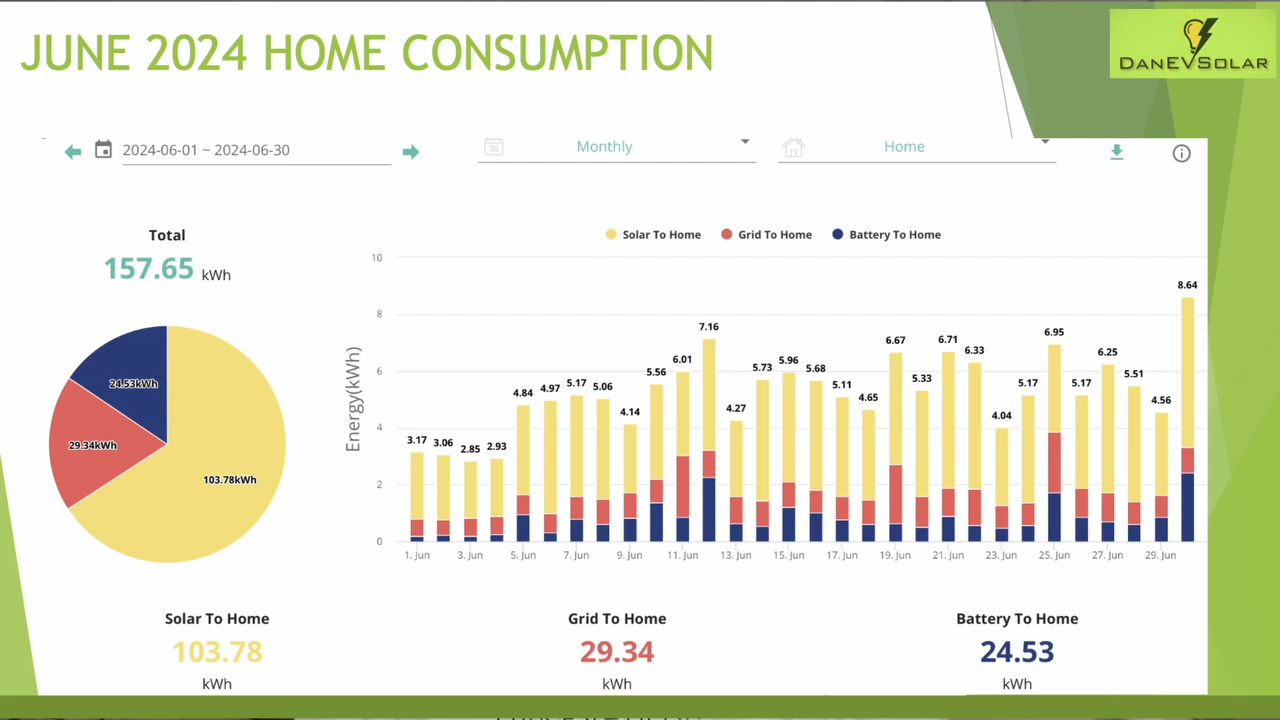 JUNE 2024 HOME CONSUMPTION
DANEVSOLAR
2024-06-01 ~ 2024-06-30
30
Monthly
Home
Total
157.65 kWh
Solar To Home
Grid To Home
Battery To Home
24.53kWh
29.34kWh
103.78kWh
Energy(kWh)
10
8
6
4
2
0
3.17
3.06
2.85
2.93
4.84
4.97
5.17
5.06
4.14
5.56
6.01
7.16
4.27
5.73
5.96
5.68
5.11
4.65
6.67
5.33
6.71
6.33
4.04
5.17
6.95
5.17
6.25
5.51
4.56
8.64
1. Jun
3. Jun
5. Jun
7. Jun
9. Jun
11. Jun
13. Jun
15. Jun
17. Jun
19. Jun
21. Jun
23. Jun
25. Jun
27. Jun
29. Jun
Solar To Home
103.78
kWh
Grid To Home
29.34
kWh
Battery To Home
24.53
kWh